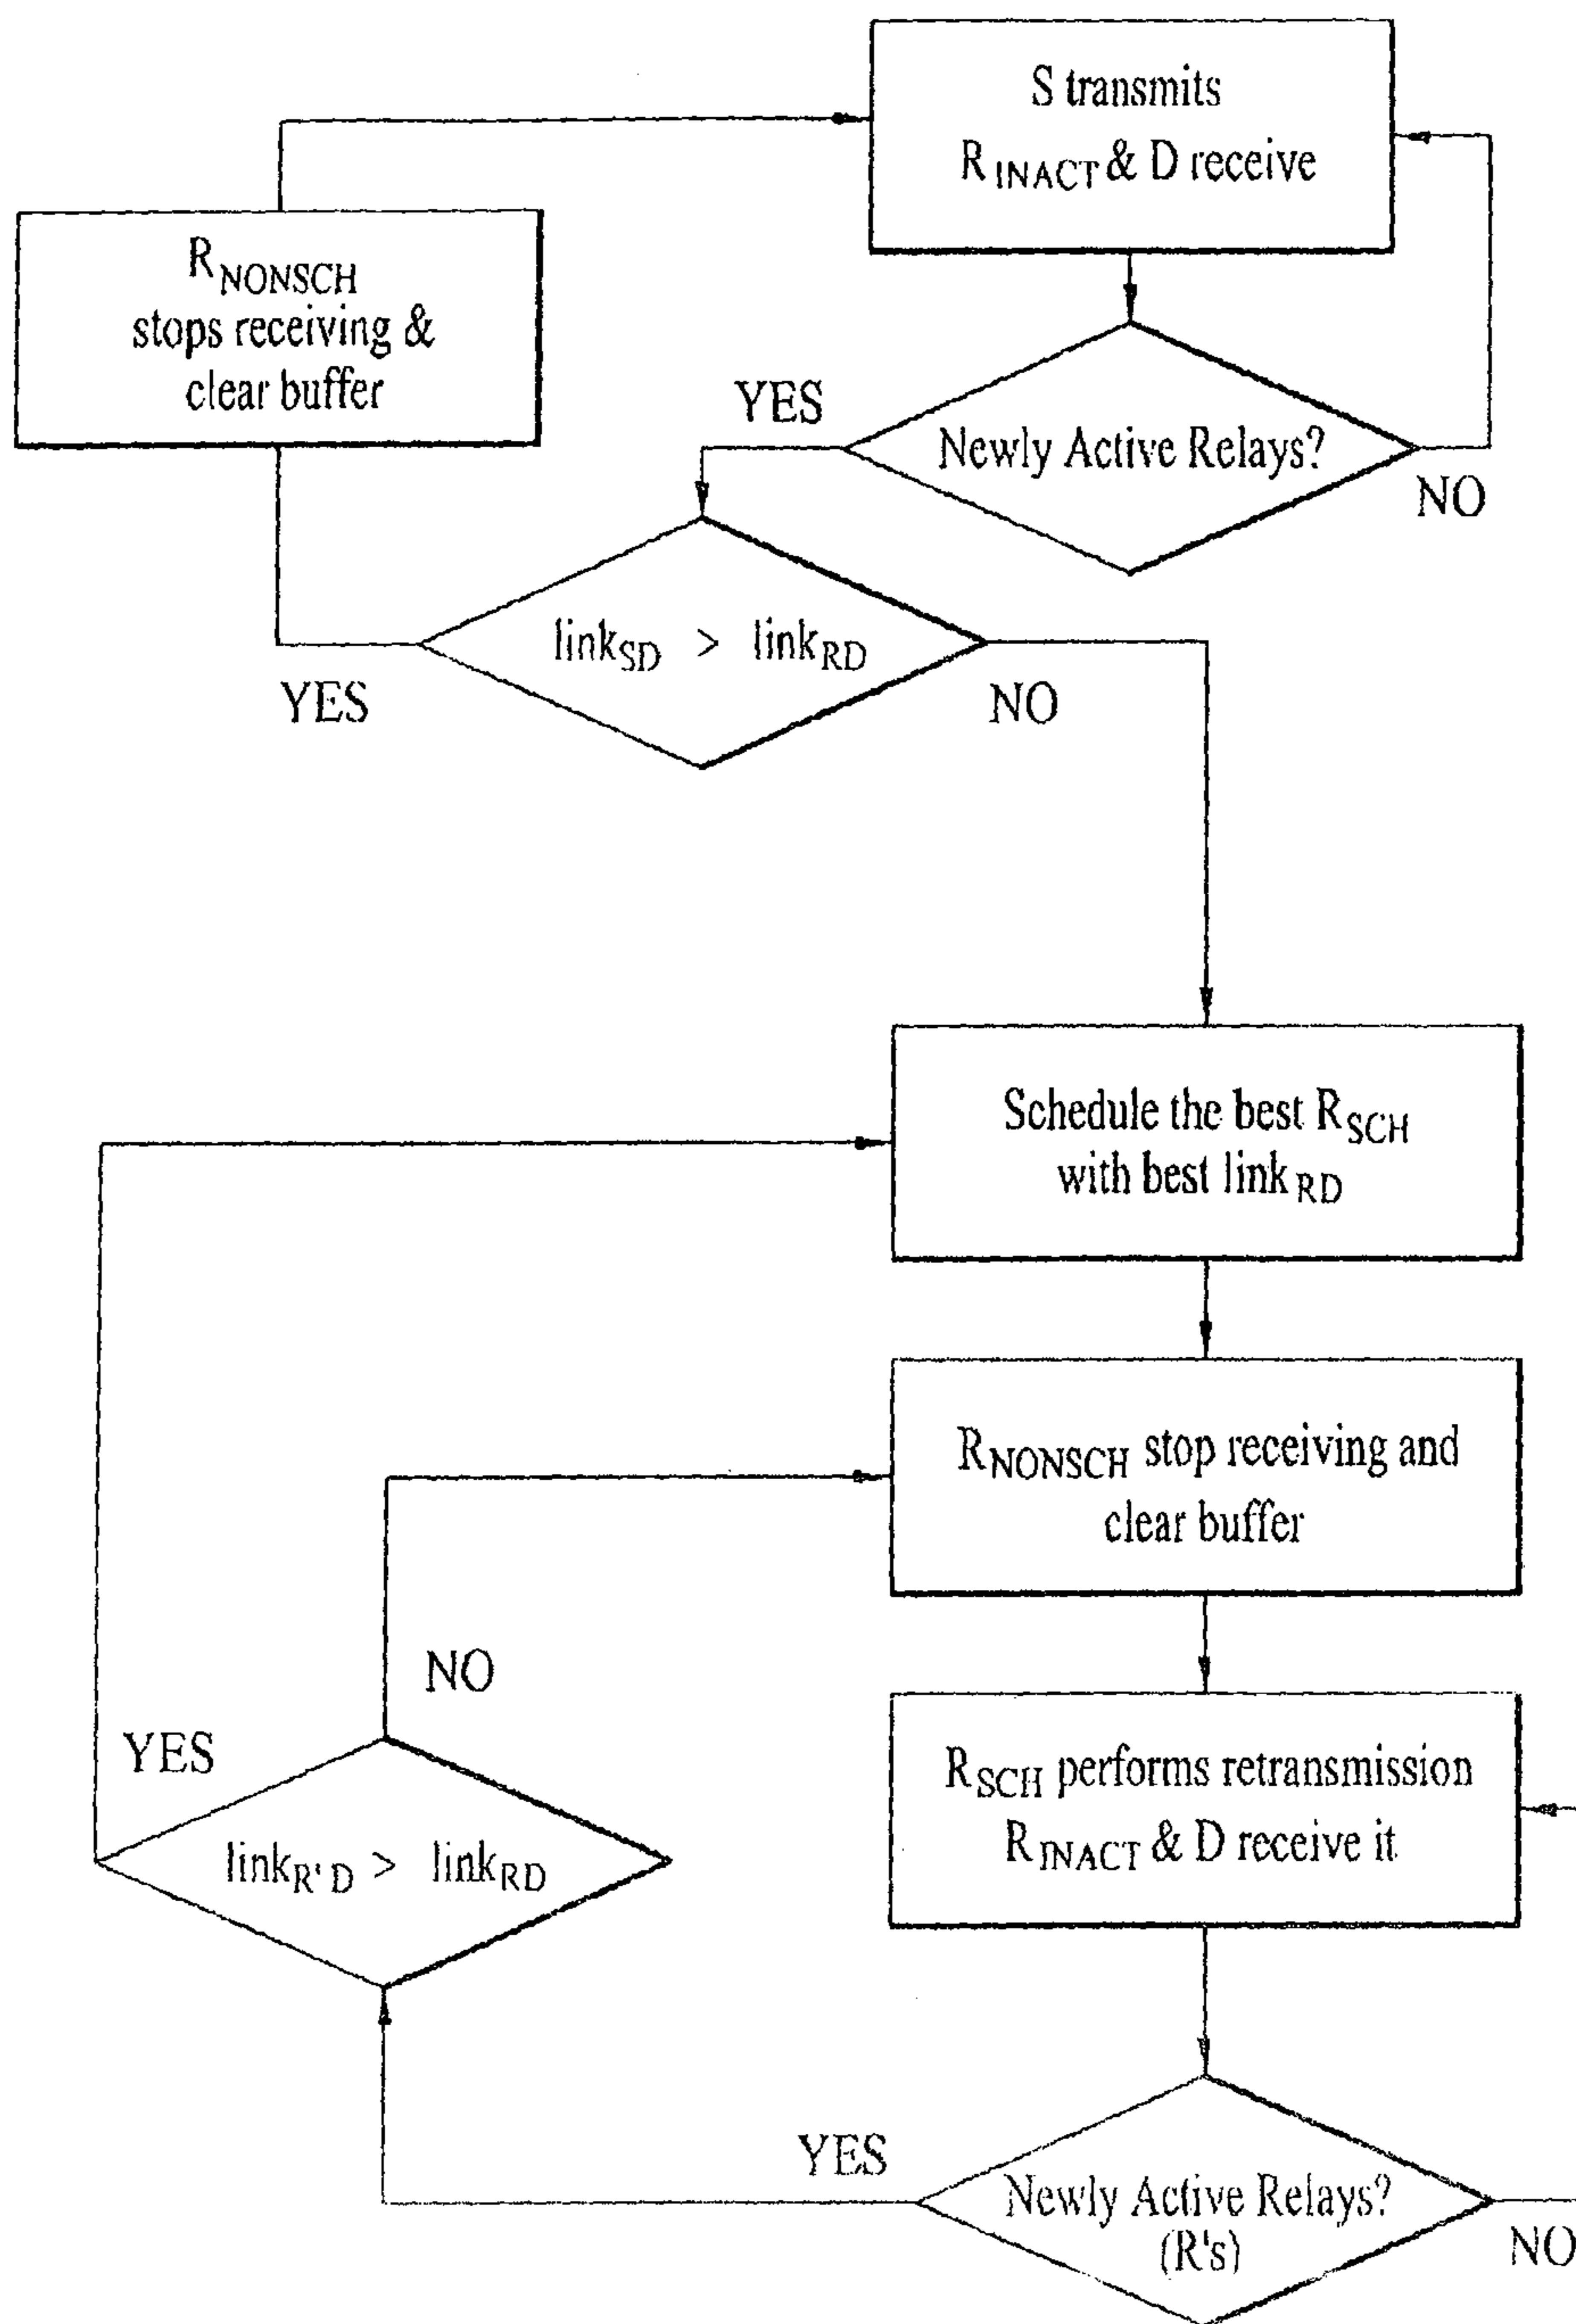 S transmits
R INACT & D receive
R NONSCH
stops receiving &
clear buffer
YES
Newly Active Relays?
NO
link SD > link RD
YES
NO
Schedule the best R SCH
with best link RD
R NONSCH stop receiving and
clear buffer
NO
YES
R SCH performs retransmission
R INACT & D receive it
link R'D > link RD
YES
Newly Active Relays?
(R's)
NO